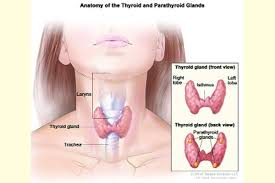 Anatomy of the Thyroid and Parathyroid Glands
Thyroid gland (front view)
Right
lobe
Isthmus
Left
lobe
Larynx
Thyroid gland
Trachea
Thyroid gland (back view)
Parathyroid
glands